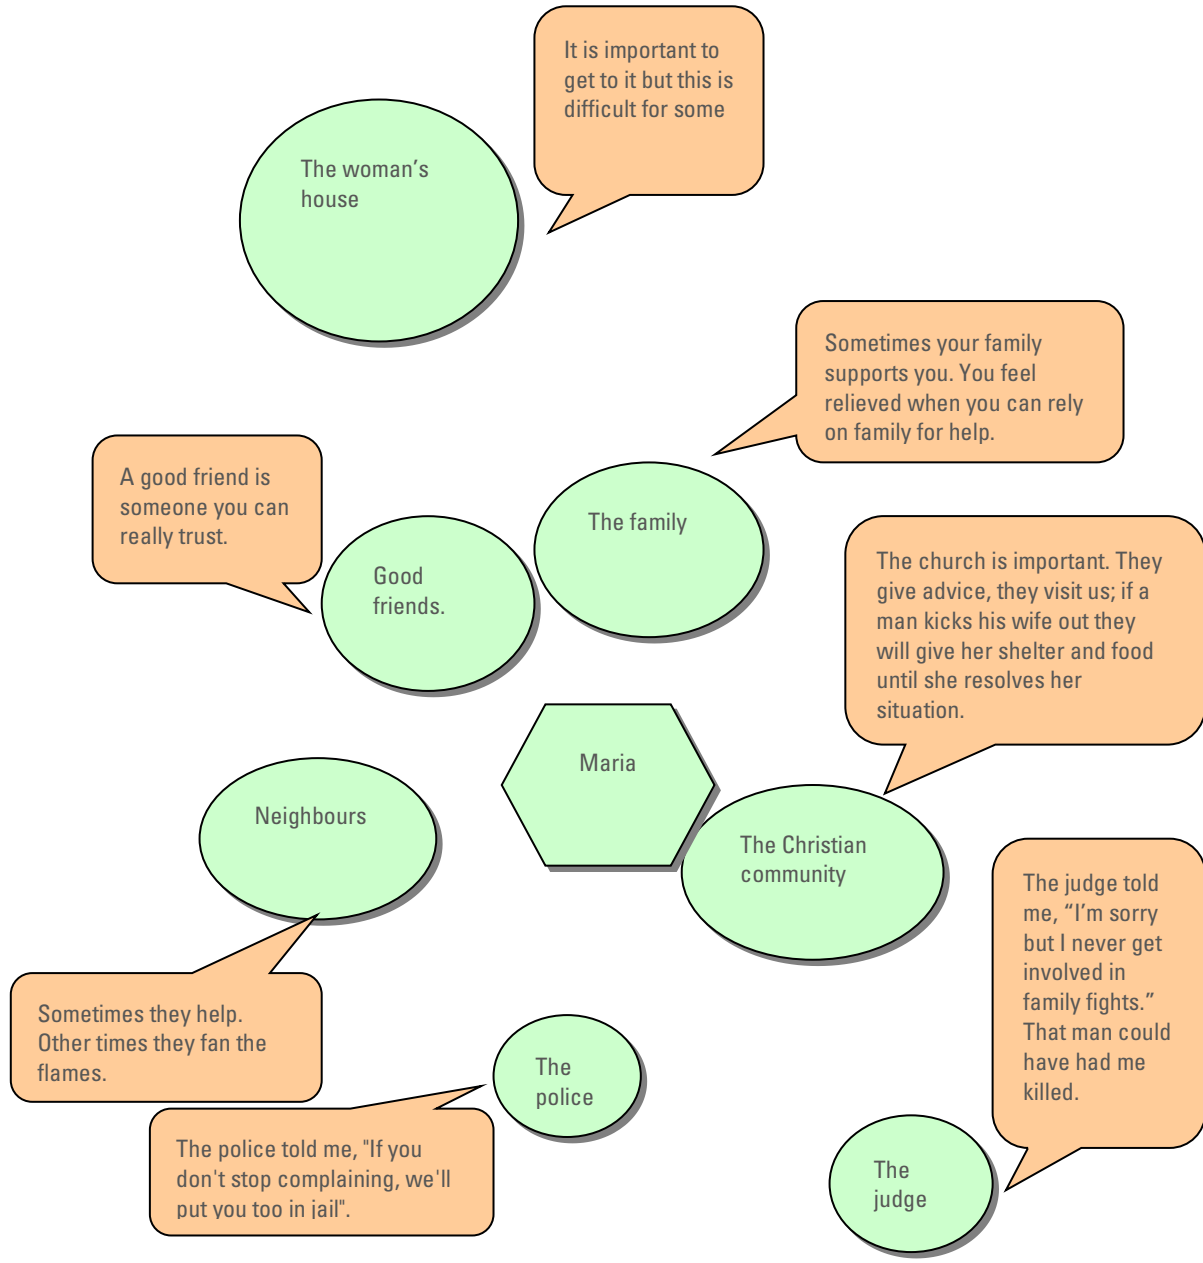 It is important to
get to it but this is
difficult for some
The woman’s
house
Sometimes your family
supports you. You feel
relieved when you can rely
on family for help.
A good friend is
someone you can
really trust.
The family
Good
friends.
The church is important. They
give advice, they visit us; if a
man kicks his wife out they
will give her shelter and food
until she resolves her
situation.
Maria
Neighbours
The Christian
community
The judge told
me, “I’m sorry
but I never get
involved in
family fights.”
That man could
have had me
killed.
Sometimes they help.
Other times they fan the
flames.
The
police
The police told me, "If you
don't stop complaining, we'll
put you too in jail".
The
judge